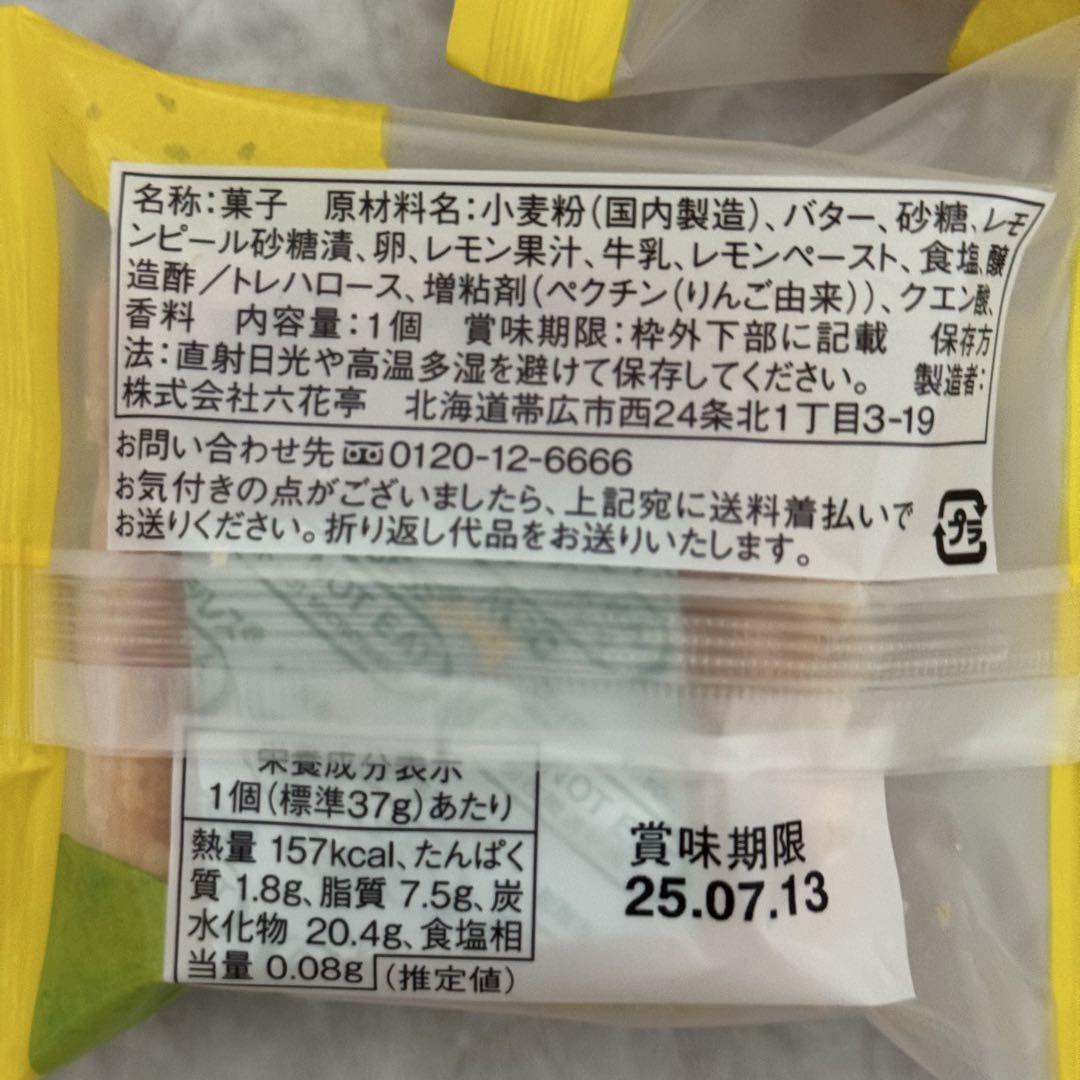 名称:菓子　原材料名:小麦粉(国内製造)、バター、砂糖、レモ
ンピール砂糖漬、卵、レモン果汁、牛乳、レモンペースト、食塩、醸
造酢／トレハロース、増粘剤(ペクチン(りんご由来))、クエン酸、
香料　内容量:1個　賞味期限:枠外下部に記載　保存方
法:直射日光や高温多湿を避けて保存してください。　製造者:
株式会社六花亭　北海道帯広市西24条北1丁目3-19
お問い合わせ先 0120-12-6666
お気付きの点がございましたら、上記宛に送料着払いで
お送りください。折り返し代品をお送りいたします。
プラ
NOT EAT
NOT
栄養成分表示
1個(標準37g)あたり
熱量 157kcal、たんぱく
質 1.8g、脂質 7.5g、炭
水化物 20.4g、食塩相
当量 0.08g (推定値)
賞味期限
25.07.13